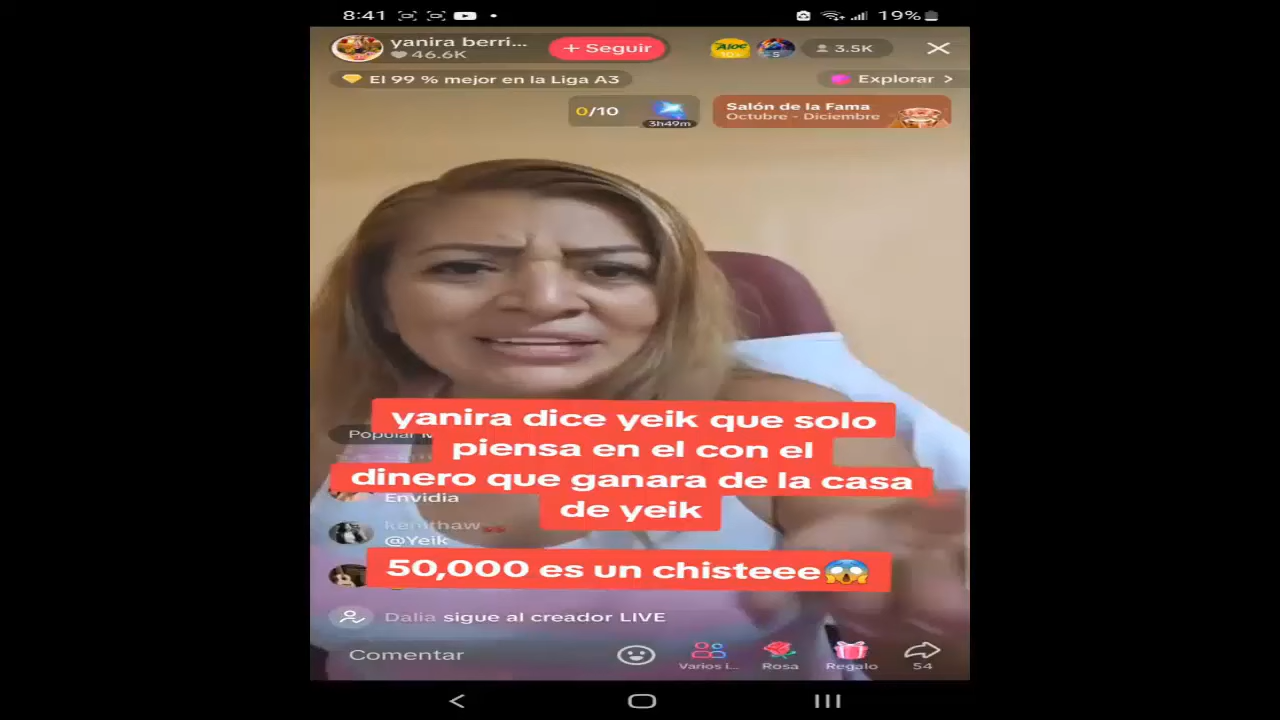 8:41
19%
yanira berri...
46.6K
+ Seguir
3.5K
El 99 % mejor en la Liga A3
Explorar >
0/10
3h49m
Salón de la Fama
Octubre - Diciembre
yanira dice yeik que solo
piensa en el con el
dinero que ganara de la casa
de yeik
Popular
Envidia
kenithaw
@Yeik
50,000 es un chisteee😱
Dalia sigue al creador LIVE
Comentar
Varios i...
Rosa
Regalo
54